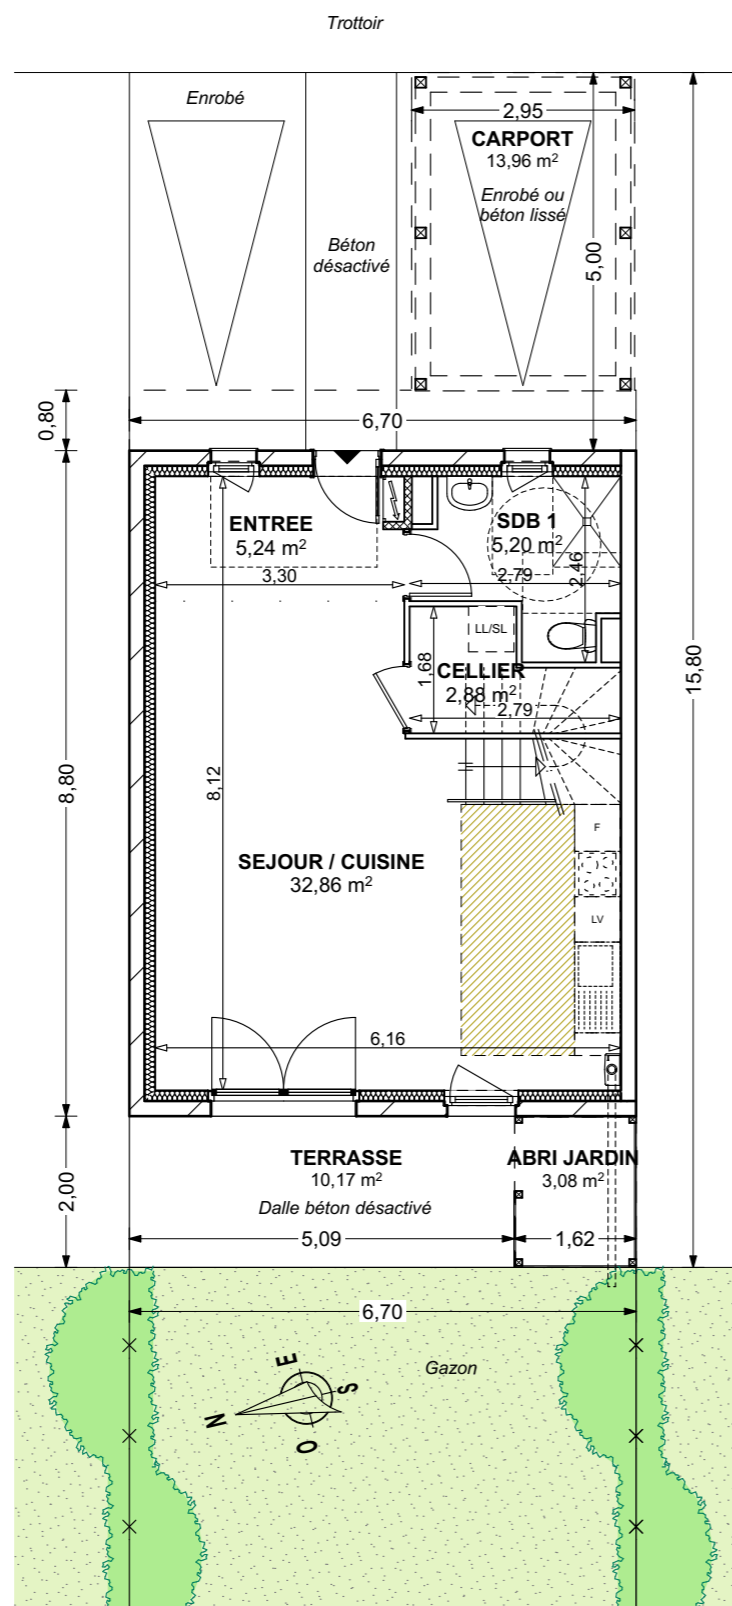 Trottoir
Enrobé
2,95
CARPORT
13,96 m²
Enrobé ou
béton lissé
Béton
désactivé
5,00
0,80
6,70
ENTREE
5,24 m²
SDB 1
5,20 m²
3,30
2,79
2,46
LL/SL
1,68
CELLIER
2,88 m²
2,79
15,80
8,80
8,12
F
SEJOUR / CUISINE
32,86 m²
LV
6,16
2,00
TERRASSE
10,17 m²
Dalle béton désactivé
ABRI JARDIN
3,08 m²
5,09
1,62
6,70
Gazon
E
S
N
O